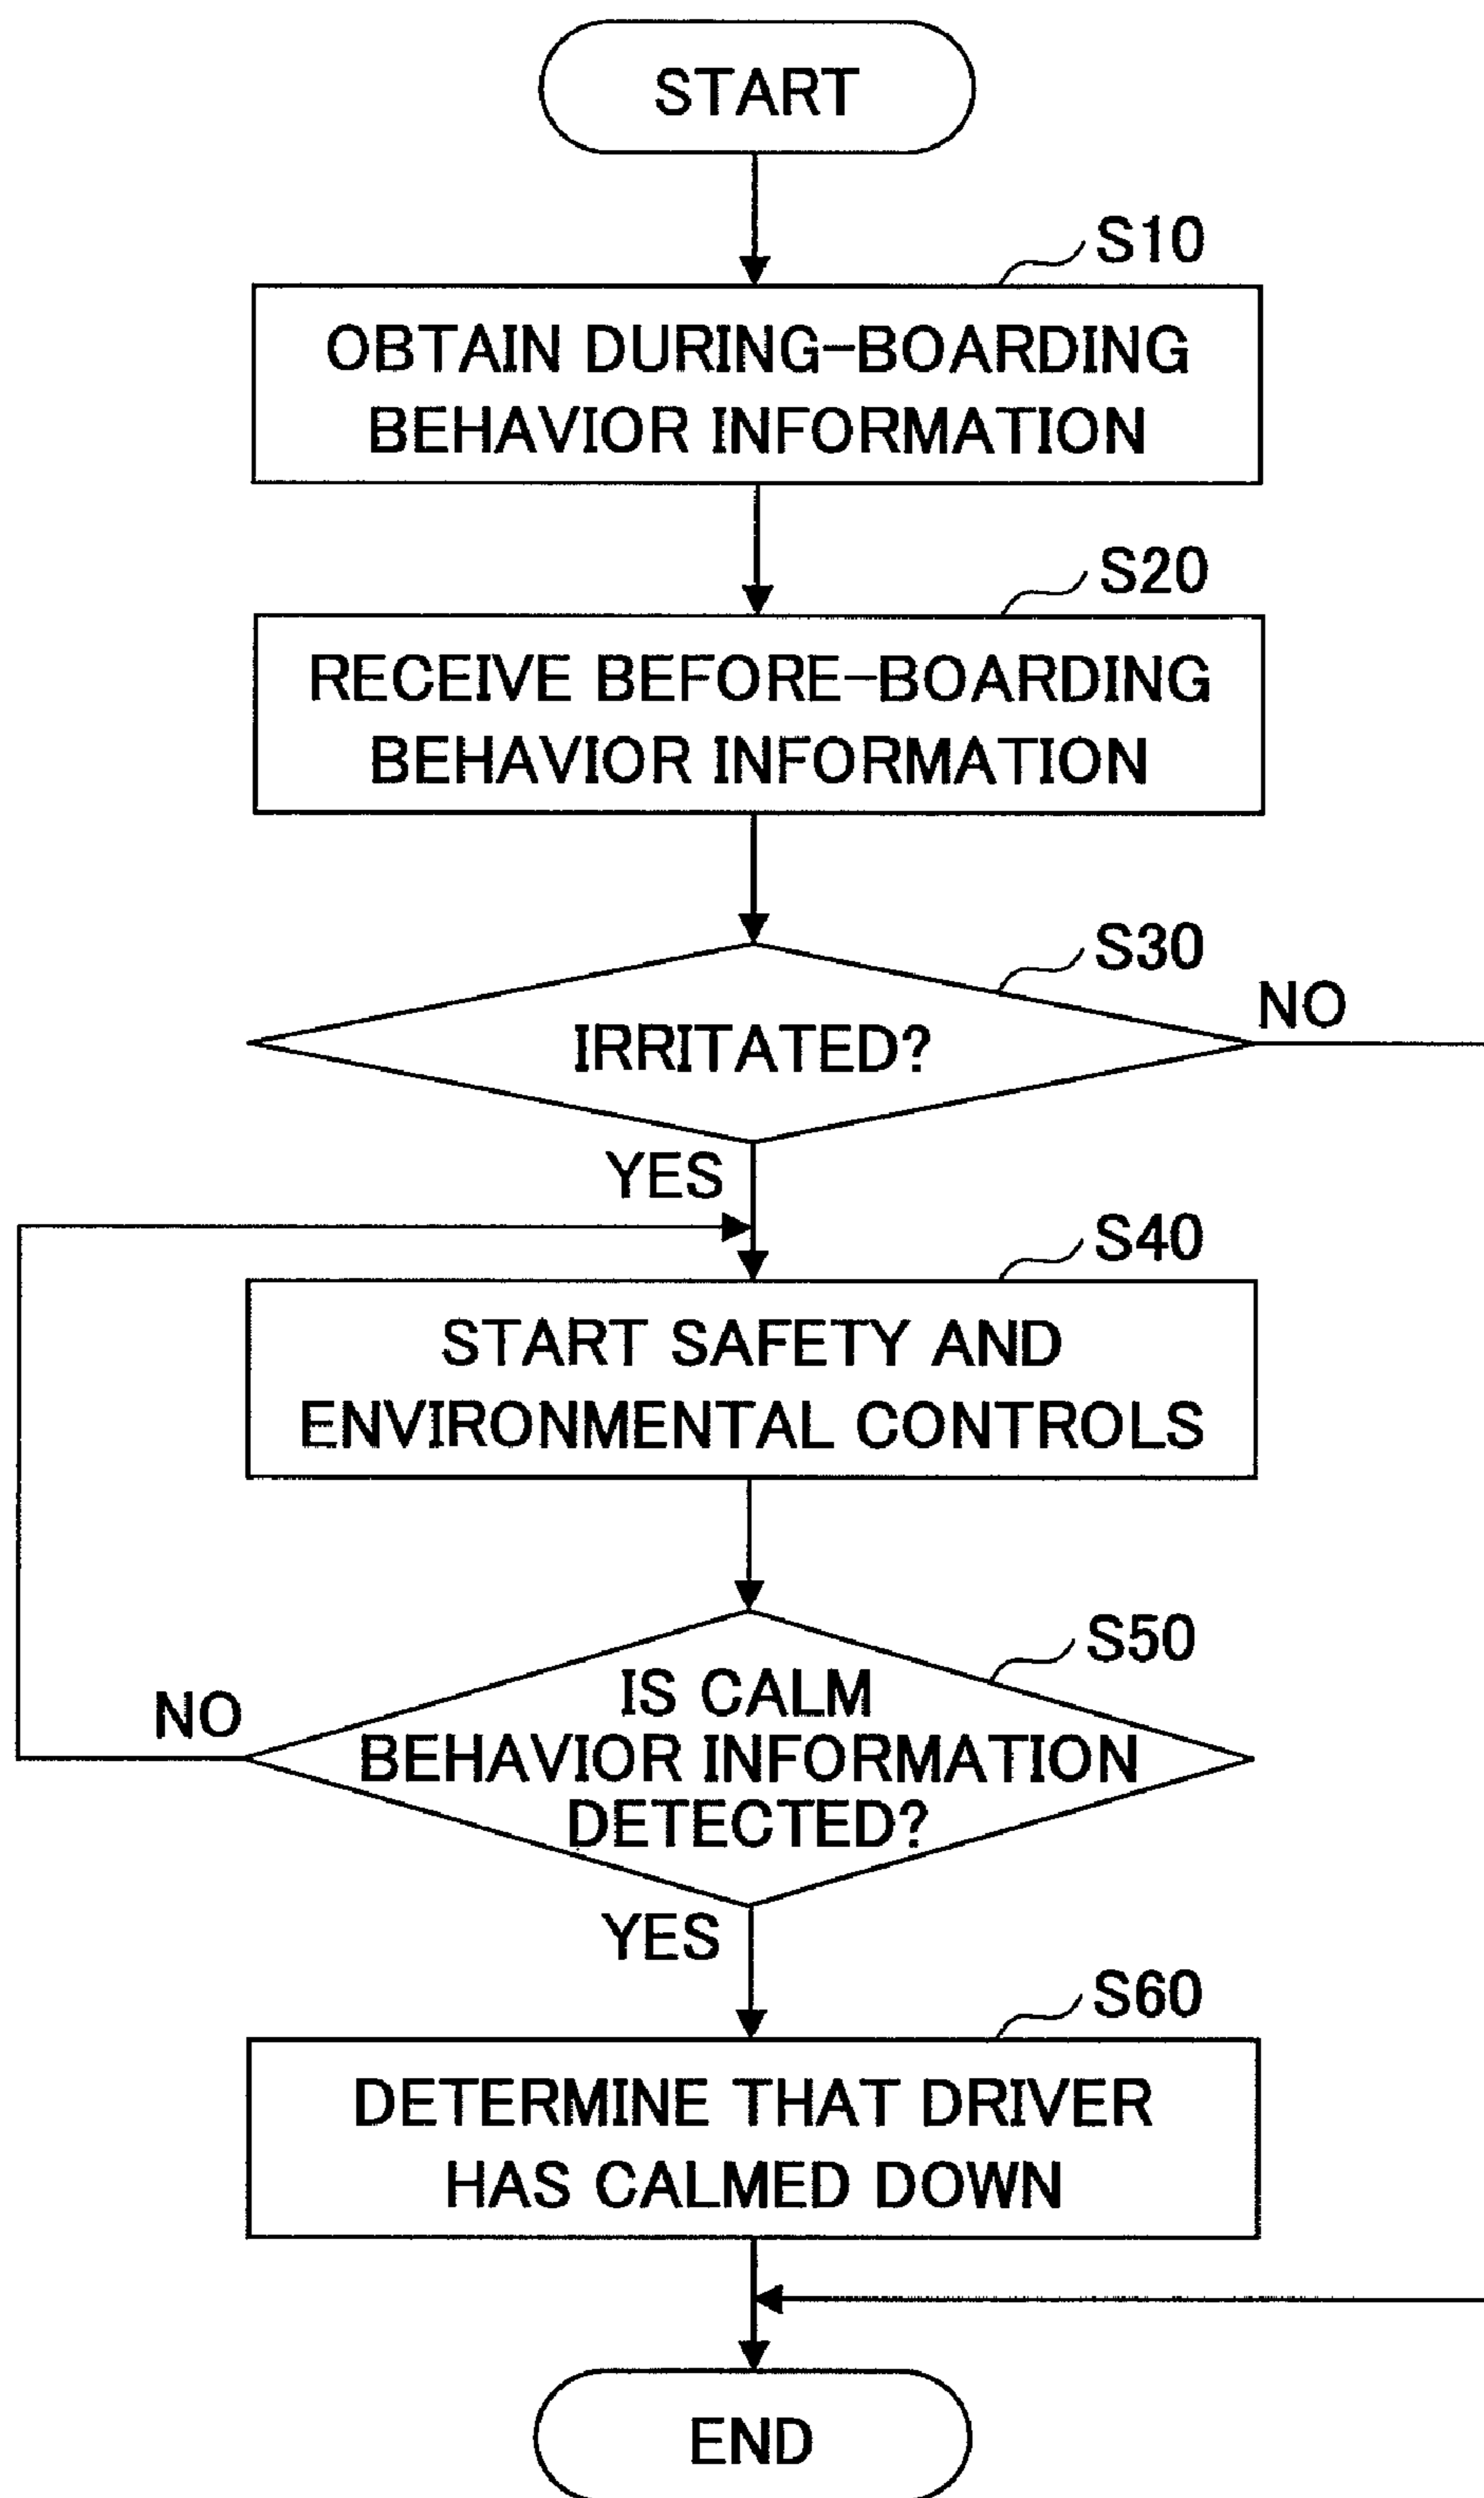 START
S10
OBTAIN DURING-BOARDING
BEHAVIOR INFORMATION
S20
RECEIVE BEFORE-BOARDING
BEHAVIOR INFORMATION
S30
IRRITATED?
NO
YES
S40
START SAFETY AND
ENVIRONMENTAL CONTROLS
S50
IS CALM
BEHAVIOR INFORMATION
DETECTED?
NO
YES
S60
DETERMINE THAT DRIVER
HAS CALMED DOWN
END